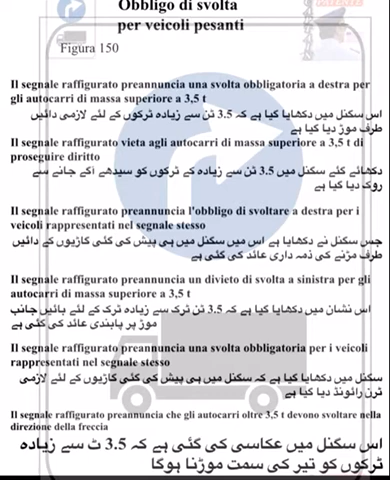 Obbligo di svolta
per veicoli pesanti
Figura 150
Il segnale raffigurato preannuncia una svolta obbligatoria a destra per
gli autocarri di massa superiore a 3,5 t
اس سکنل میں دکھایا گیا ہے کہ 3.5 ٹن سے زیادہ ٹرکوں کے لئے لازمی دائیں
طرف موڑ دیا گیا ہے
Il segnale raffigurato vieta agli autocarri di massa superiore a 3,5 t di
proseguire diritto
دکھائے گئے سکنل میں 3.5 ٹن سے زیادہ کے ٹرکوں کو سیدھے آگے جانے سے
روک دیا گیا ہے
Il segnale raffigurato preannuncia l'obbligo di svoltare a destra per i
veicoli rappresentati nel segnale stesso
جس سگنل نے دکھایا ہے اس میں سگنل میں پیش کی گئی گاڑیوں کے دائیں
طرف مڑنے کی ذمہ داری عائد کی گئی ہے
Il segnale raffigurato preannuncia un divieto di svolta a sinistra per gli
autocarri di massa superiore a 3,5 t
اس نشان میں دکھایا گیا ہے کہ 3.5 ٹن ٹرک سے زیادہ ٹرک کے لئے بائیں جانب
موڑ پر پابندی عائد کی گئی ہے
Il segnale raffigurato preannuncia una svolta obbligatoria per i veicoli
rappresentati nel segnale stesso
سگنل میں دکھایا گیا ہے کہ سگنل میں ہی پیش کی گئی گاڑیوں کے لئے لازمی
ٹرن رائونڈ دیا گیا ہے
Il segnale raffigurato preannuncia che gli autocarri oltre 3,5 t devono svoltare nella
direzione della freccia
اس سگنل میں عکاسی کی گئی ہے کہ 3.5 ٹ سے زیادہ
ٹرکوں کو تیر کی سمت موڑنا ہوگا